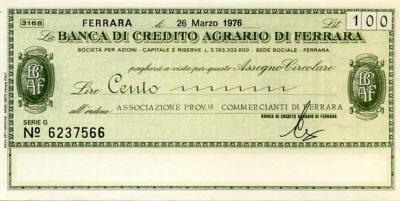 3168 FERRARA li 26 Marzo 1976 Lit 100
La BANCA DI CREDITO AGRARIO DI FERRARA
SOCIETÀ PER AZIONI - CAPITALE E RISERVE L. 3.783.333.600 - SEDE SOCIALE - FERRARA
pagherà a vista per questo Assegno Circolare
Lire Cento
all'ordine ASSOCIAZIONE PROV.LE COMMERCIANTI DI FERRARA
BANCA DI CREDITO AGRARIO DI FERRARA
SERIE G
Nº 6237566